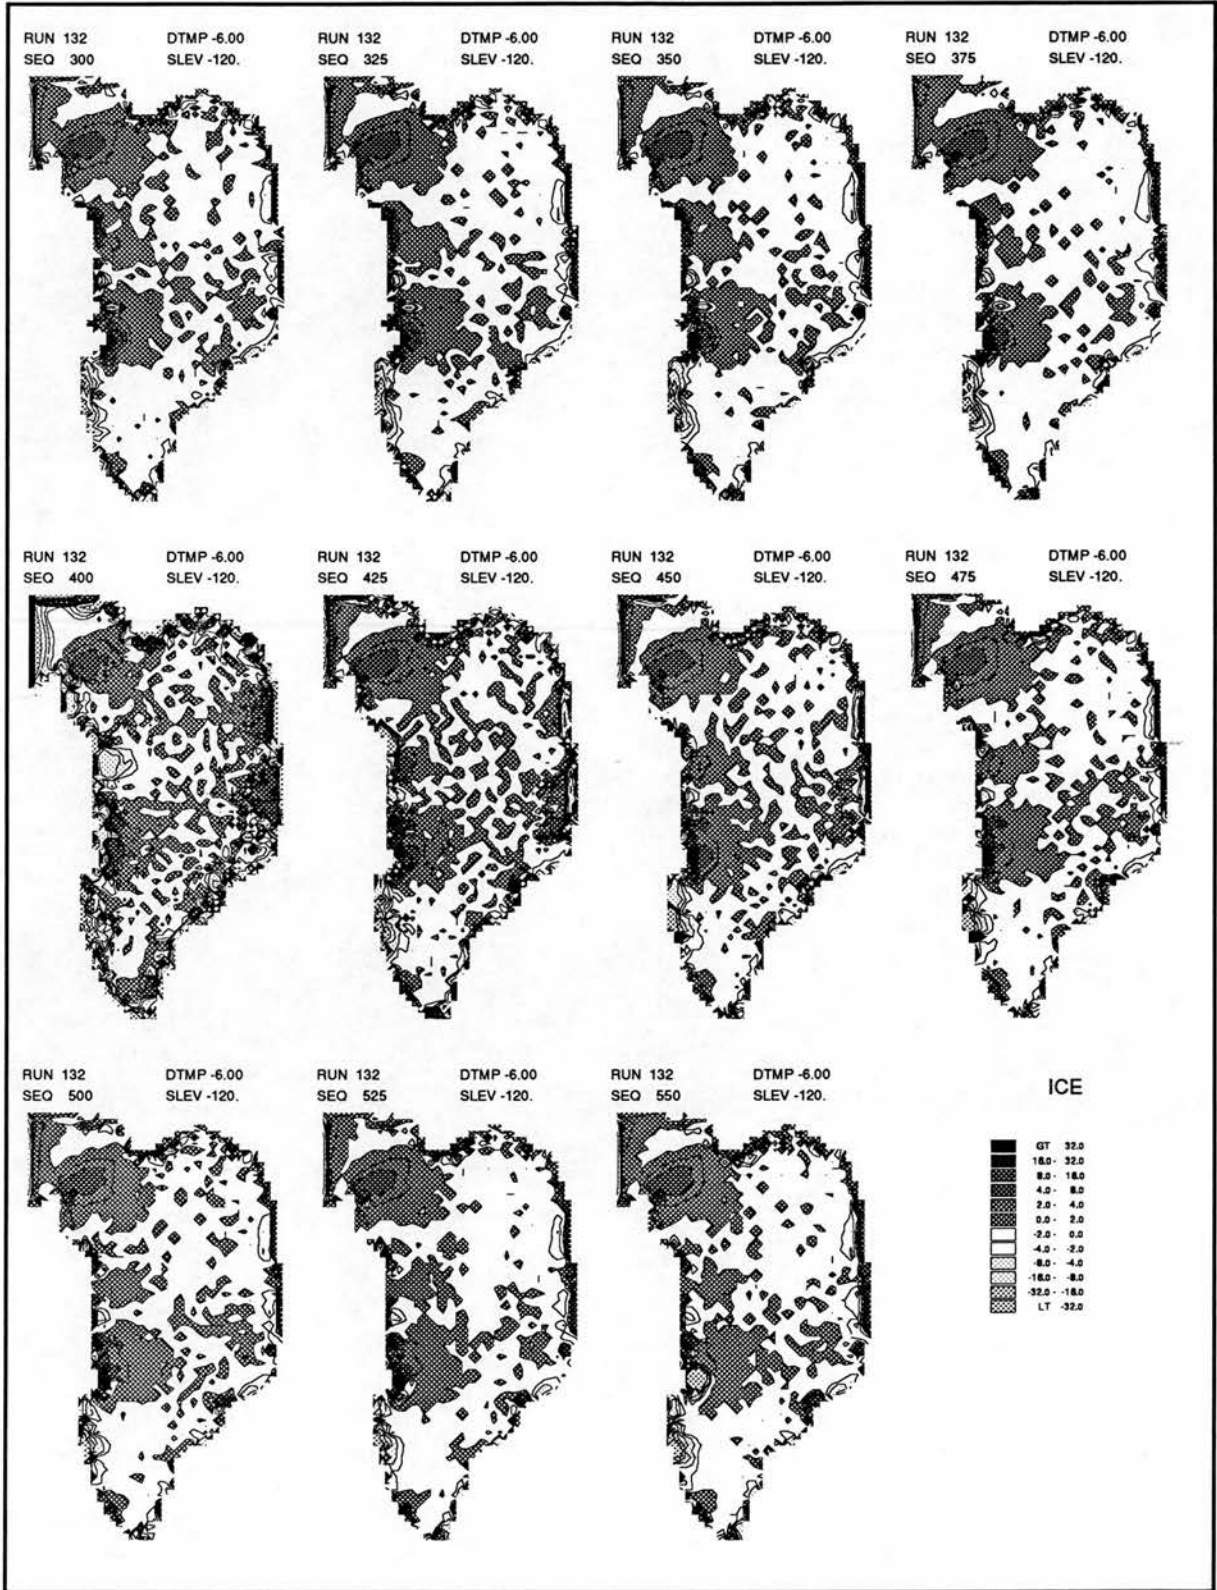 RUN 132 DTMP -6.00 RUN 132 DTMP -6.00 RUN 132 DTMP -6.00 RUN 132 DTMP -6.00
SEQ 300 SLEV -120. SEQ 325 SLEV -120. SEQ 350 SLEV -120. SEQ 375 SLEV -120.
RUN 132 DTMP -6.00 RUN 132 DTMP -6.00 RUN 132 DTMP -6.00 RUN 132 DTMP -6.00
SEQ 400 SLEV -120. SEQ 425 SLEV -120. SEQ 450 SLEV -120. SEQ 475 SLEV -120.
RUN 132 DTMP -6.00 RUN 132 DTMP -6.00 RUN 132 DTMP -6.00
SEQ 500 SLEV -120. SEQ 525 SLEV -120. SEQ 550 SLEV -120.
ICE
GT 32.0
16.0 - 32.0
8.0 - 16.0
4.0 - 8.0
2.0 - 4.0
0.0 - 2.0
-2.0 - 0.0
-4.0 - -2.0
-8.0 - -4.0
-16.0 - -8.0
-32.0 - -16.0
LT -32.0